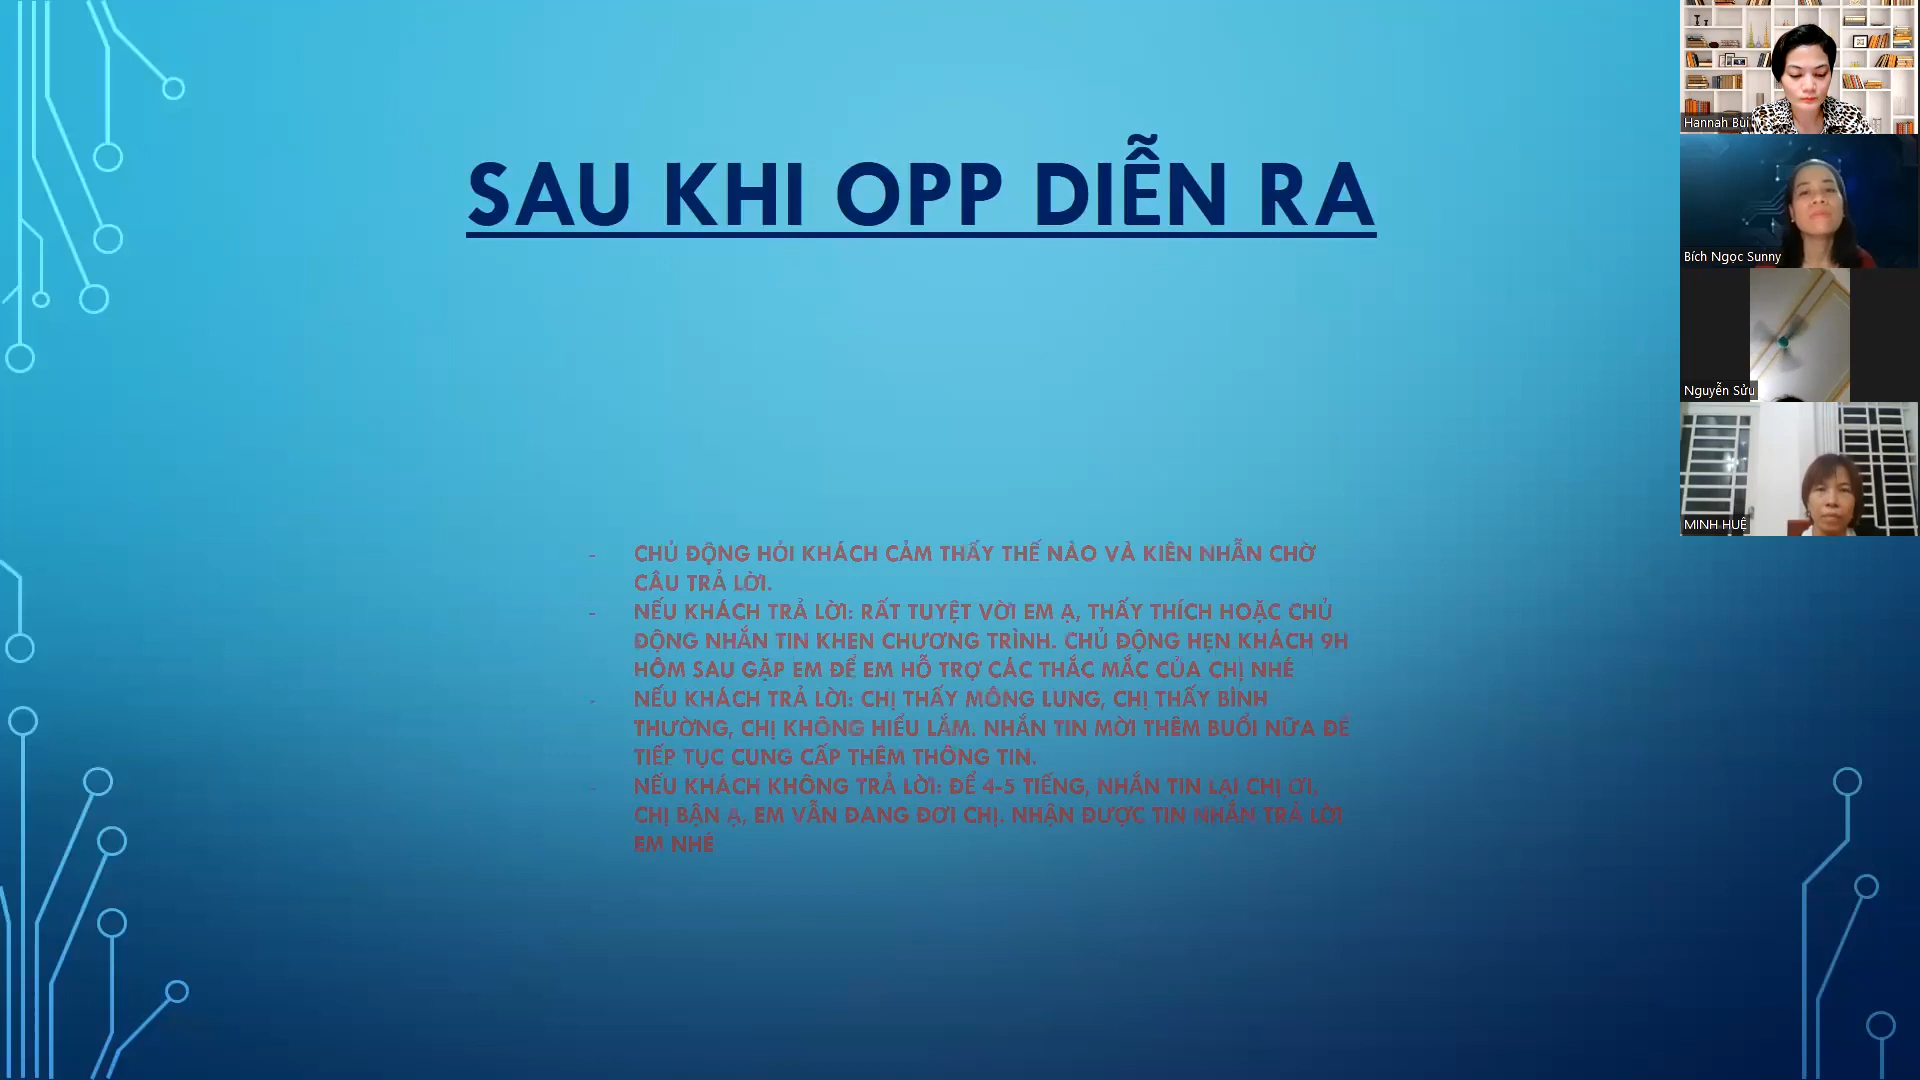 SAU KHI OPP DIỄN RA
- CHỦ ĐỘNG HỎI KHÁCH CẢM THẤY THẾ NÀO VÀ KIÊN NHẪN CHỜ
CÂU TRẢ LỜI.
- NẾU KHÁCH TRẢ LỜI: RẤT TUYỆT VỜI EM Ạ, THẤY THÍCH HOẶC CHỦ
ĐỘNG NHẮN TIN KHEN CHƯƠNG TRÌNH. CHỦ ĐỘNG HẸN KHÁCH 9H
HÔM SAU GẶP EM ĐỂ EM HỖ TRỢ CÁC THẮC MẮC CỦA CHỊ NHÉ
- NẾU KHÁCH TRẢ LỜI: CHỊ THẤY MÔNG LUNG, CHỊ THẤY BÌNH
THƯỜNG, CHỊ KHÔNG HIỂU LẮM. NHẮN TIN MỜI THÊM BUỔI NỮA ĐỂ
TIẾP TỤC CUNG CẤP THÊM THÔNG TIN.
- NẾU KHÁCH KHÔNG TRẢ LỜI: ĐỂ 4-5 TIẾNG, NHẮN TIN LẠI CHỊ ƠI,
CHỊ BẬN Ạ, EM VẪN ĐANG ĐỢI CHỊ. NHẬN ĐƯỢC TIN NHẮN TRẢ LỜI
EM NHÉ
Hannah Bùi
Bích Ngọc Sunny
Nguyễn Sửu
MINH HUỆ